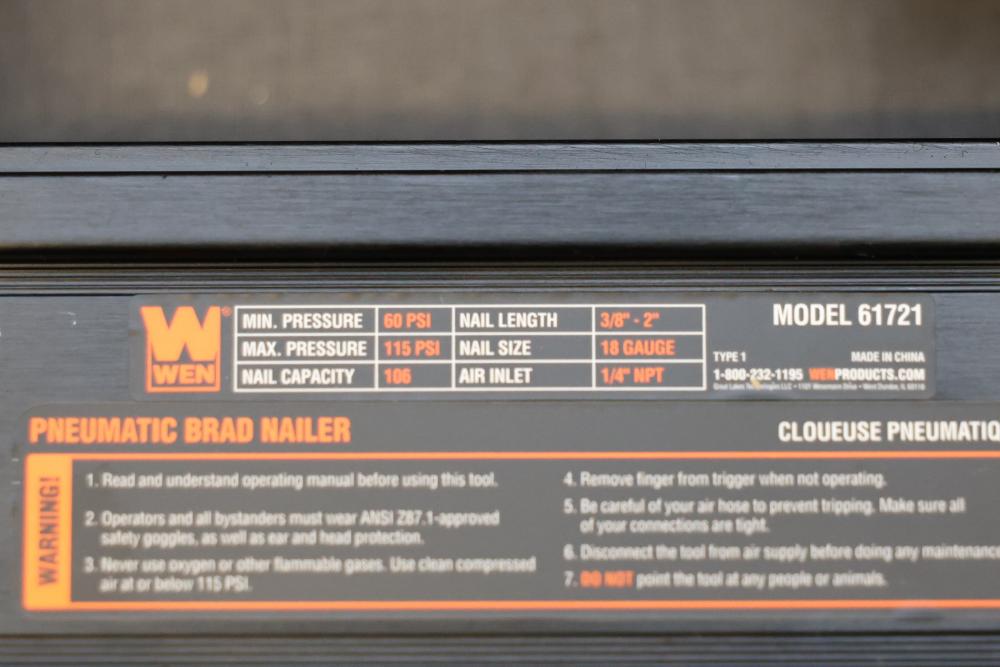 WEN®
MIN. PRESSURE 60 PSI NAIL LENGTH 3/8" - 2"
MAX. PRESSURE 115 PSI NAIL SIZE 18 GAUGE
NAIL CAPACITY 106 AIR INLET 1/4" NPT
MODEL 61721
TYPE 1 MADE IN CHINA
1-800-232-1195 WENPRODUCTS.COM
Great Lakes Technologies LLC •
PNEUMATIC BRAD NAILER
CLOUEUSE PNEUMATIQ
WARNING!
1. Read and understand operating manual before using this tool.
2. Operators and all bystanders must wear ANSI Z87.1-approved
safety goggles, as well as ear and head protection.
3. Never use oxygen or other flammable gases. Use clean compressed
air at or below 115 PSI.
4. Remove finger from trigger when not operating.
5. Be careful of your air hose to prevent tripping. Make sure all
of your connections are tight.
6. Disconnect the tool from air supply before doing any maintenance
7. DO NOT point the tool at any people or animals.